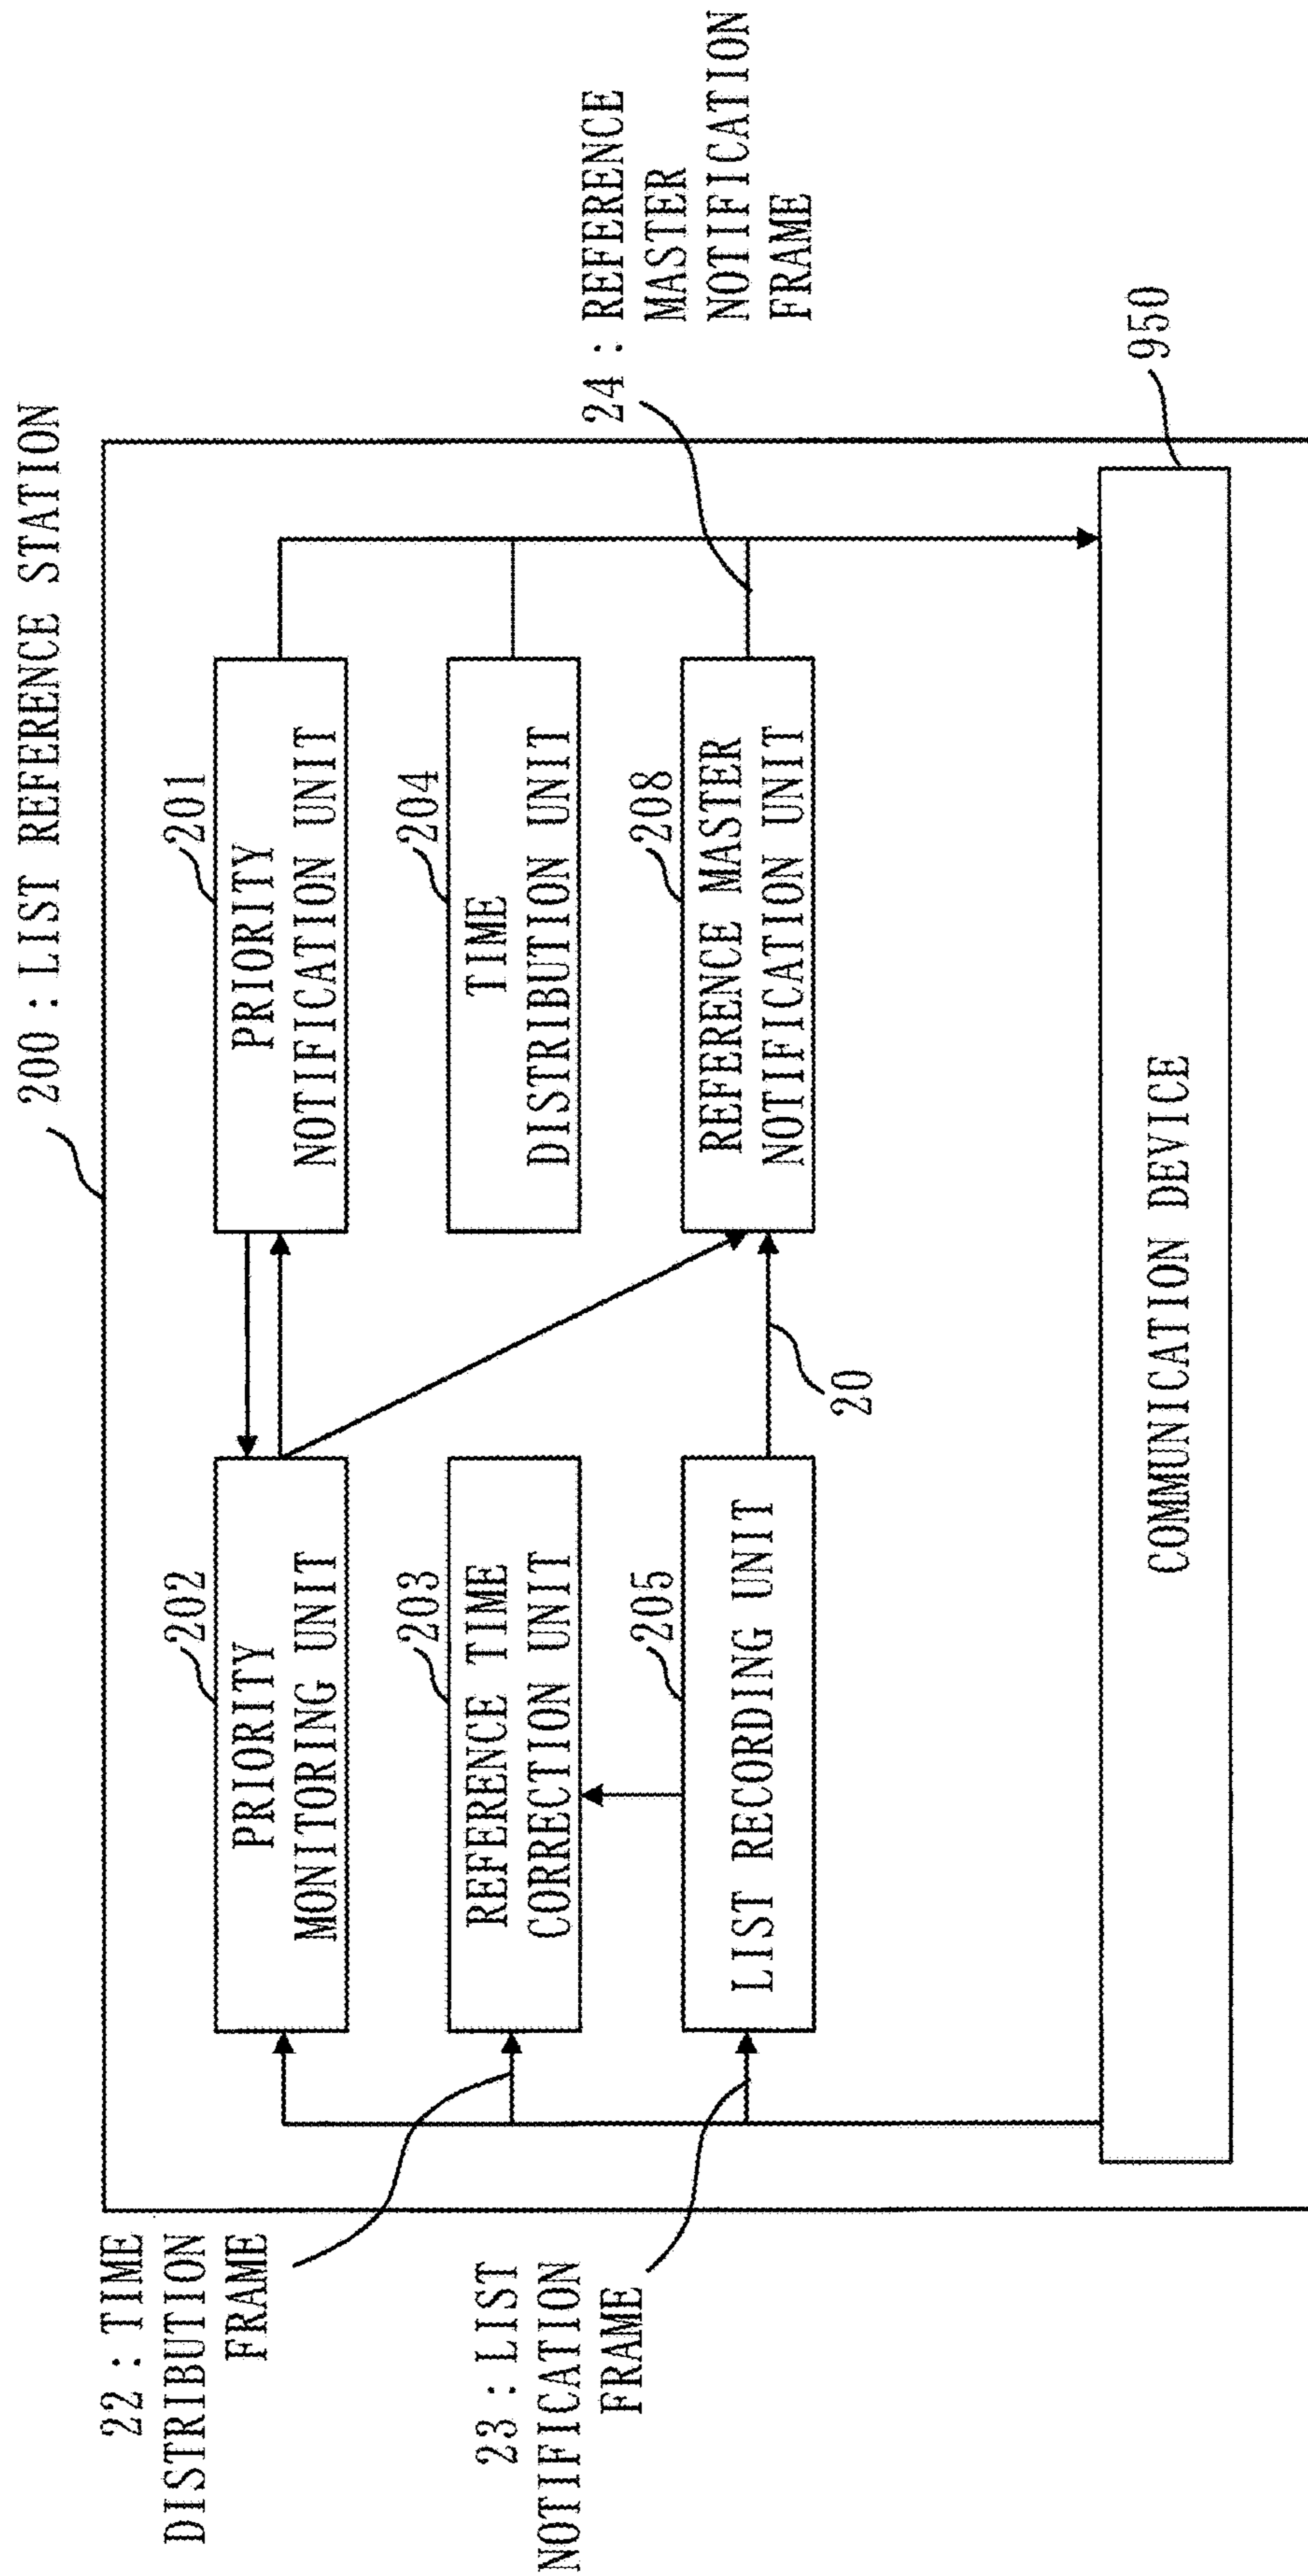 200 : LIST REFERENCE STATION
22 : TIME
DISTRIBUTION
FRAME
202
PRIORITY
MONITORING UNIT
201
PRIORITY
NOTIFICATION UNIT
203
REFERENCE TIME
CORRECTION UNIT
204
TIME
DISTRIBUTION UNIT
23 : LIST
NOTIFICATION
FRAME
205
LIST RECORDING UNIT
20
208
REFERENCE MASTER
NOTIFICATION UNIT
24 : REFERENCE
MASTER
NOTIFICATION
FRAME
COMMUNICATION DEVICE
950